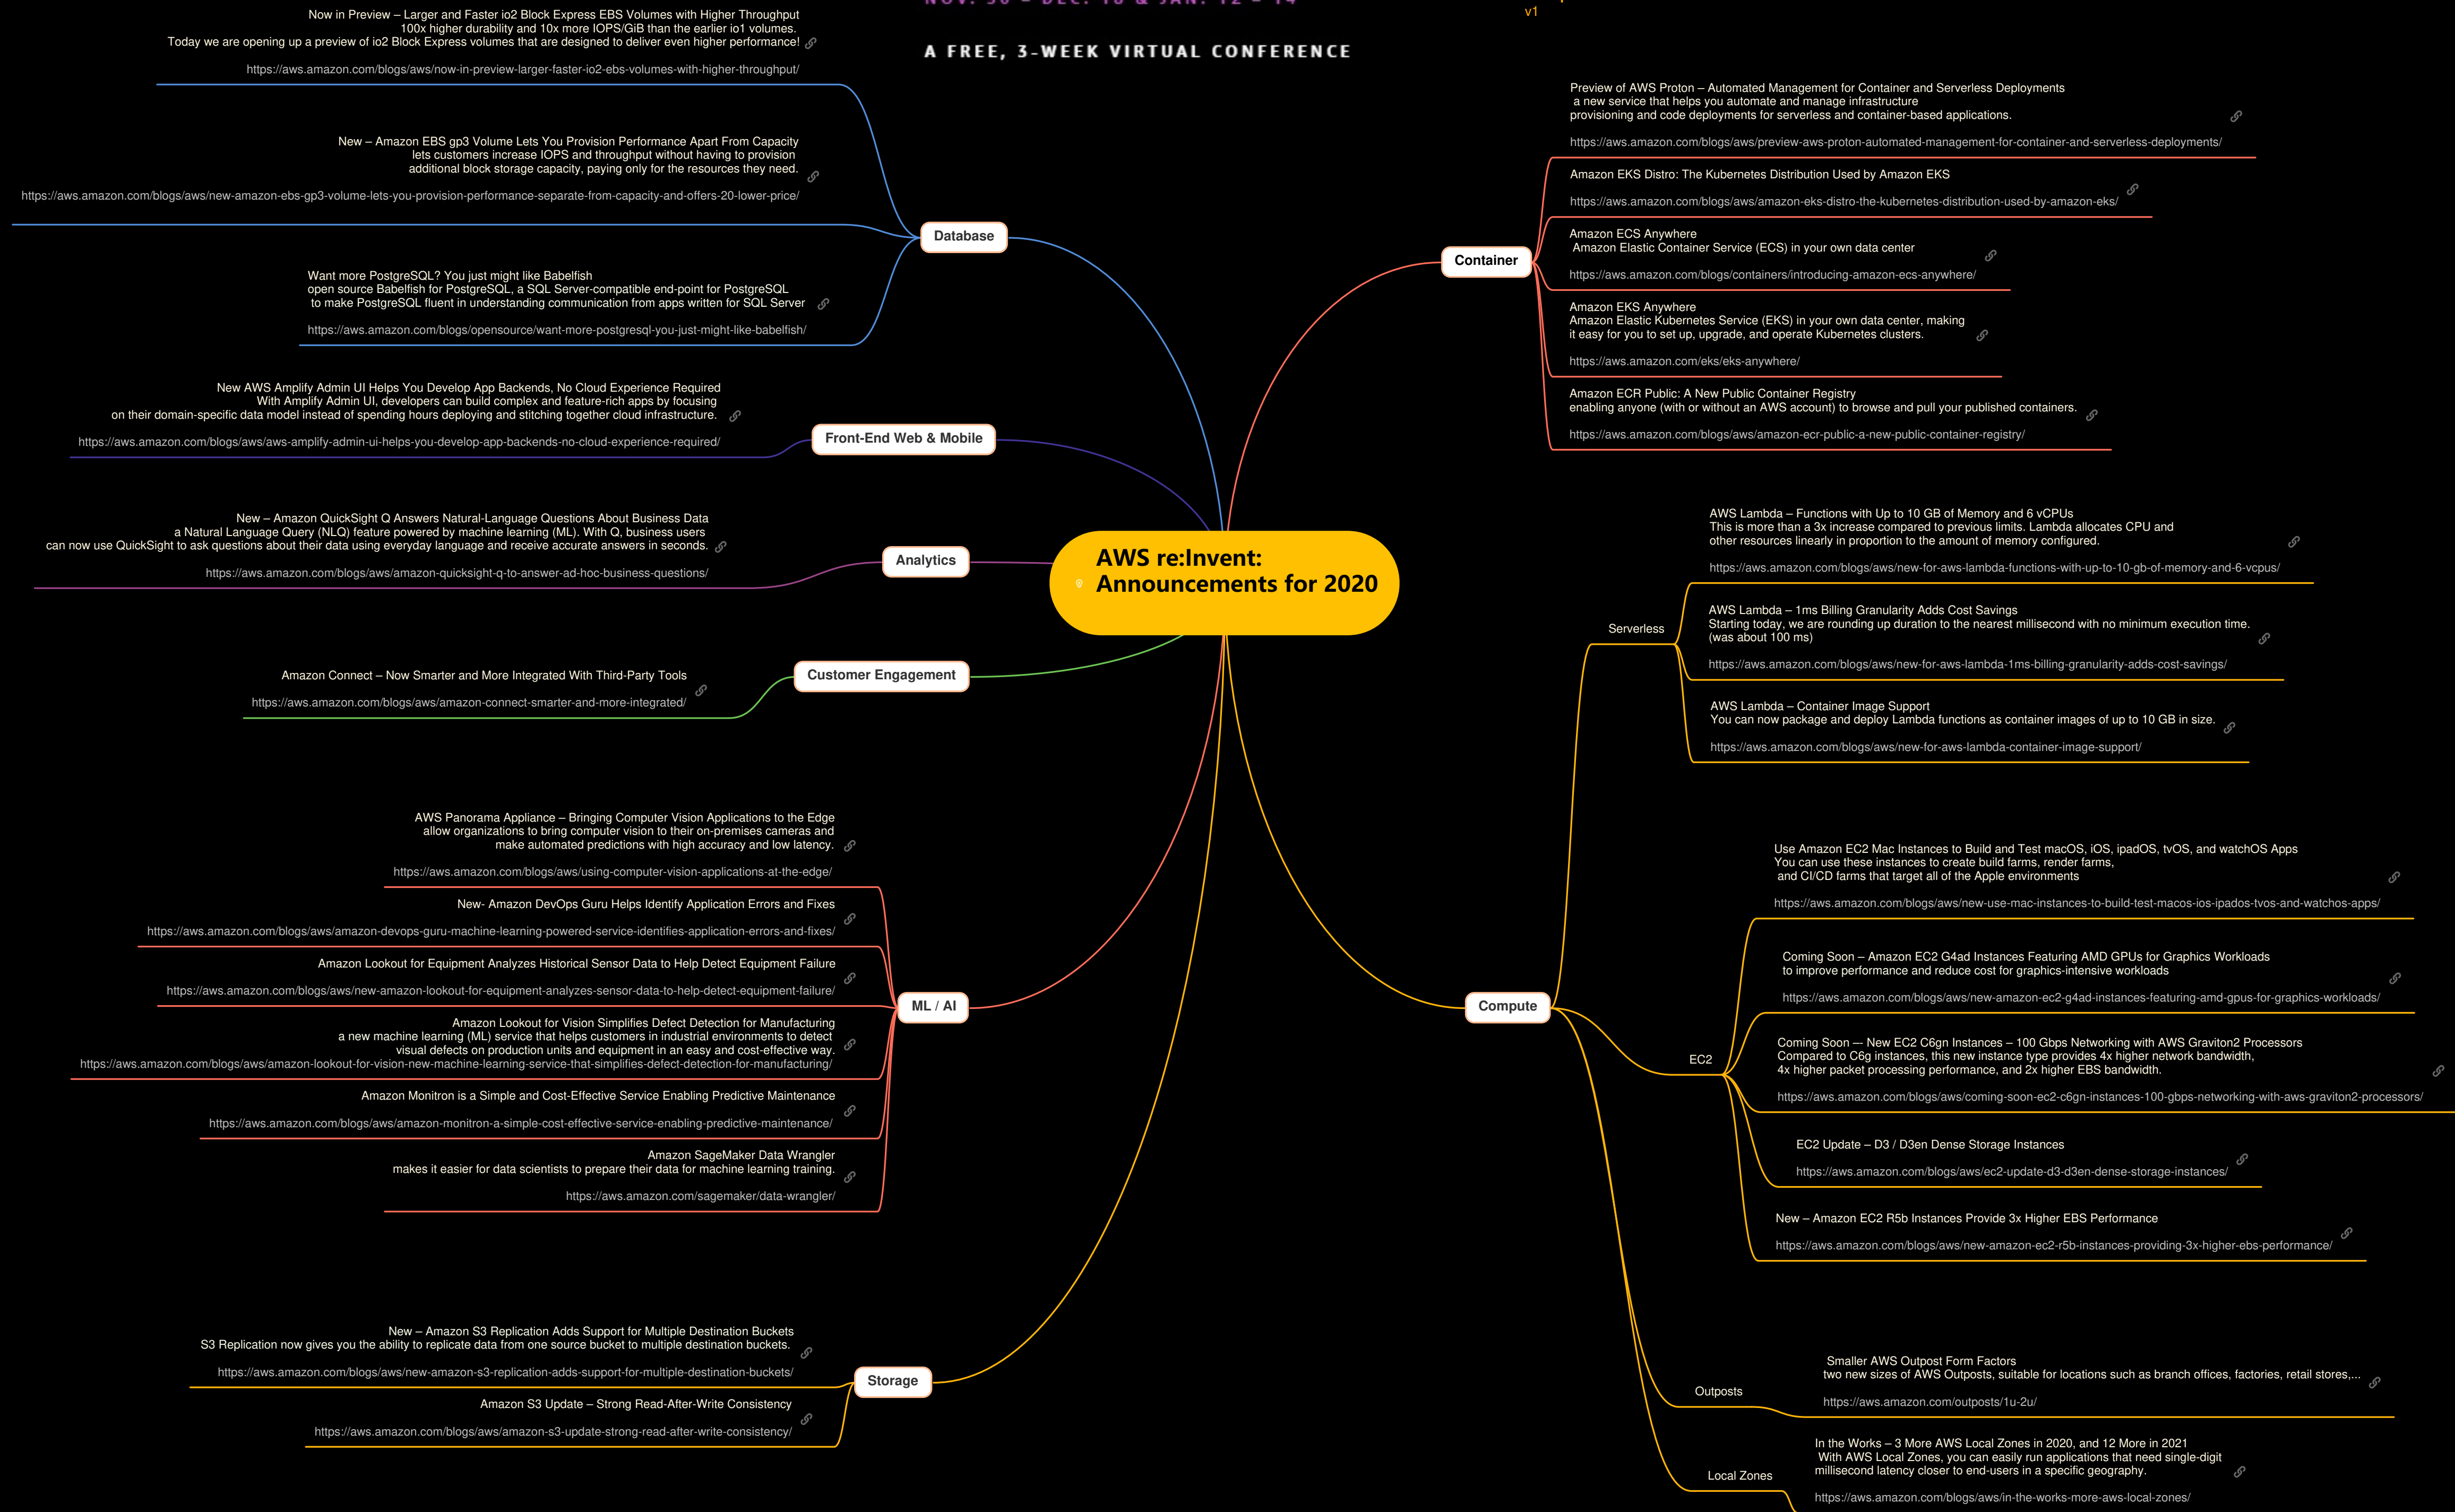 A FREE, 3-WEEK VIRTUAL CONFERENCE
v1
AWS re:Invent:
Announcements for 2020
Database
Now in Preview – Larger and Faster io2 Block Express EBS Volumes with Higher Throughput
100x higher durability and 10x more IOPS/GiB than the earlier io1 volumes.
Today we are opening up a preview of io2 Block Express volumes that are designed to deliver even higher performance!
https://aws.amazon.com/blogs/aws/now-in-preview-larger-faster-io2-ebs-volumes-with-higher-throughput/
New – Amazon EBS gp3 Volume Lets You Provision Performance Apart From Capacity
lets customers increase IOPS and throughput without having to provision
additional block storage capacity, paying only for the resources they need.
https://aws.amazon.com/blogs/aws/new-amazon-ebs-gp3-volume-lets-you-provision-performance-separate-from-capacity-and-offers-20-lower-price/
Want more PostgreSQL? You just might like Babelfish
open source Babelfish for PostgreSQL, a SQL Server-compatible end-point for PostgreSQL
to make PostgreSQL fluent in understanding communication from apps written for SQL Server
https://aws.amazon.com/blogs/opensource/want-more-postgresql-you-just-might-like-babelfish/
Front-End Web & Mobile
New AWS Amplify Admin UI Helps You Develop App Backends, No Cloud Experience Required
With Amplify Admin UI, developers can build complex and feature-rich apps by focusing
on their domain-specific data model instead of spending hours deploying and stitching together cloud infrastructure.
https://aws.amazon.com/blogs/aws/aws-amplify-admin-ui-helps-you-develop-app-backends-no-cloud-experience-required/
Analytics
New – Amazon QuickSight Q Answers Natural-Language Questions About Business Data
a Natural Language Query (NLQ) feature powered by machine learning (ML). With Q, business users
can now use QuickSight to ask questions about their data using everyday language and receive accurate answers in seconds.
https://aws.amazon.com/blogs/aws/amazon-quicksight-q-to-answer-ad-hoc-business-questions/
Customer Engagement
Amazon Connect – Now Smarter and More Integrated With Third-Party Tools
https://aws.amazon.com/blogs/aws/amazon-connect-smarter-and-more-integrated/
ML / AI
AWS Panorama Appliance – Bringing Computer Vision Applications to the Edge
allow organizations to bring computer vision to their on-premises cameras and
make automated predictions with high accuracy and low latency.
https://aws.amazon.com/blogs/aws/using-computer-vision-applications-at-the-edge/
New- Amazon DevOps Guru Helps Identify Application Errors and Fixes
https://aws.amazon.com/blogs/aws/amazon-devops-guru-machine-learning-powered-service-identifies-application-errors-and-fixes/
Amazon Lookout for Equipment Analyzes Historical Sensor Data to Help Detect Equipment Failure
https://aws.amazon.com/blogs/aws/new-amazon-lookout-for-equipment-analyzes-sensor-data-to-help-detect-equipment-failure/
Amazon Lookout for Vision Simplifies Defect Detection for Manufacturing
a new machine learning (ML) service that helps customers in industrial environments to detect
visual defects on production units and equipment in an easy and cost-effective way.
https://aws.amazon.com/blogs/aws/amazon-lookout-for-vision-new-machine-learning-service-that-simplifies-defect-detection-for-manufacturing/
Amazon Monitron is a Simple and Cost-Effective Service Enabling Predictive Maintenance
https://aws.amazon.com/blogs/aws/amazon-monitron-a-simple-cost-effective-service-enabling-predictive-maintenance/
Amazon SageMaker Data Wrangler
makes it easier for data scientists to prepare their data for machine learning training.
https://aws.amazon.com/sagemaker/data-wrangler/
Storage
New – Amazon S3 Replication Adds Support for Multiple Destination Buckets
S3 Replication now gives you the ability to replicate data from one source bucket to multiple destination buckets.
https://aws.amazon.com/blogs/aws/new-amazon-s3-replication-adds-support-for-multiple-destination-buckets/
Amazon S3 Update – Strong Read-After-Write Consistency
https://aws.amazon.com/blogs/aws/amazon-s3-update-strong-read-after-write-consistency/
Container
Preview of AWS Proton – Automated Management for Container and Serverless Deployments
a new service that helps you automate and manage infrastructure
provisioning and code deployments for serverless and container-based applications.
https://aws.amazon.com/blogs/aws/preview-aws-proton-automated-management-for-container-and-serverless-deployments/
Amazon EKS Distro: The Kubernetes Distribution Used by Amazon EKS
https://aws.amazon.com/blogs/aws/amazon-eks-distro-the-kubernetes-distribution-used-by-amazon-eks/
Amazon ECS Anywhere
Amazon Elastic Container Service (ECS) in your own data center
https://aws.amazon.com/blogs/containers/introducing-amazon-ecs-anywhere/
Amazon EKS Anywhere
Amazon Elastic Kubernetes Service (EKS) in your own data center, making
it easy for you to set up, upgrade, and operate Kubernetes clusters.
https://aws.amazon.com/eks/eks-anywhere/
Amazon ECR Public: A New Public Container Registry
enabling anyone (with or without an AWS account) to browse and pull your published containers.
https://aws.amazon.com/blogs/aws/amazon-ecr-public-a-new-public-container-registry/
Compute
Serverless
AWS Lambda – Functions with Up to 10 GB of Memory and 6 vCPUs
This is more than a 3x increase compared to previous limits. Lambda allocates CPU and
other resources linearly in proportion to the amount of memory configured.
https://aws.amazon.com/blogs/aws/new-for-aws-lambda-functions-with-up-to-10-gb-of-memory-and-6-vcpus/
AWS Lambda – 1ms Billing Granularity Adds Cost Savings
Starting today, we are rounding up duration to the nearest millisecond with no minimum execution time.
(was about 100 ms)
https://aws.amazon.com/blogs/aws/new-for-aws-lambda-1ms-billing-granularity-adds-cost-savings/
AWS Lambda – Container Image Support
You can now package and deploy Lambda functions as container images of up to 10 GB in size.
https://aws.amazon.com/blogs/aws/new-for-aws-lambda-container-image-support/
EC2
Use Amazon EC2 Mac Instances to Build and Test macOS, iOS, ipadOS, tvOS, and watchOS Apps
You can use these instances to create build farms, render farms,
and CI/CD farms that target all of the Apple environments
https://aws.amazon.com/blogs/aws/new-use-mac-instances-to-build-test-macos-ios-ipados-tvos-and-watchos-apps/
Coming Soon – Amazon EC2 G4ad Instances Featuring AMD GPUs for Graphics Workloads
to improve performance and reduce cost for graphics-intensive workloads
https://aws.amazon.com/blogs/aws/new-amazon-ec2-g4ad-instances-featuring-amd-gpus-for-graphics-workloads/
Coming Soon –- New EC2 C6gn Instances – 100 Gbps Networking with AWS Graviton2 Processors
Compared to C6g instances, this new instance type provides 4x higher network bandwidth,
4x higher packet processing performance, and 2x higher EBS bandwidth.
https://aws.amazon.com/blogs/aws/coming-soon-ec2-c6gn-instances-100-gbps-networking-with-aws-graviton2-processors/
EC2 Update – D3 / D3en Dense Storage Instances
https://aws.amazon.com/blogs/aws/ec2-update-d3-d3en-dense-storage-instances/
New – Amazon EC2 R5b Instances Provide 3x Higher EBS Performance
https://aws.amazon.com/blogs/aws/new-amazon-ec2-r5b-instances-providing-3x-higher-ebs-performance/
Outposts
Smaller AWS Outpost Form Factors
two new sizes of AWS Outposts, suitable for locations such as branch offices, factories, retail stores,...
https://aws.amazon.com/outposts/1u-2u/
Local Zones
In the Works – 3 More AWS Local Zones in 2020, and 12 More in 2021
With AWS Local Zones, you can easily run applications that need single-digit
millisecond latency closer to end-users in a specific geography.
https://aws.amazon.com/blogs/aws/in-the-works-more-aws-local-zones/